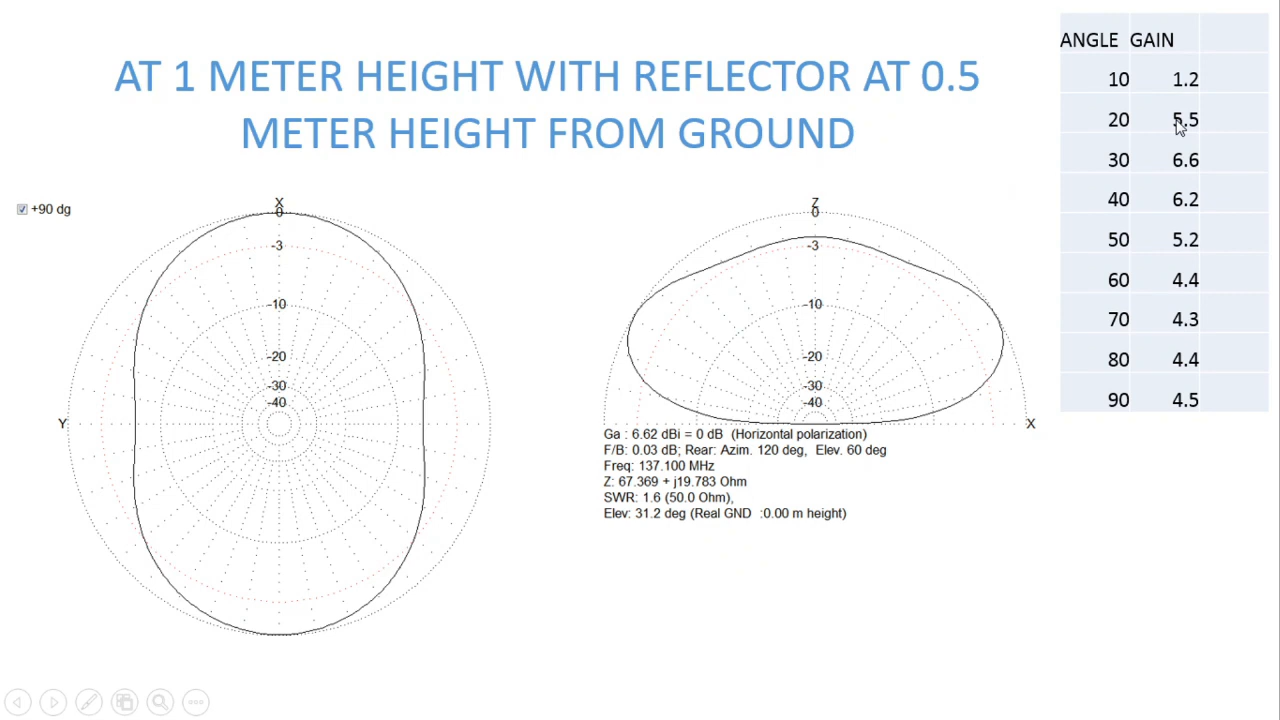 AT 1 METER HEIGHT WITH REFLECTOR AT 0.5
METER HEIGHT FROM GROUND
+90 dg
X
0
-3
-10
-20
-30
-40
Y
Z
0
-3
-10
-20
-30
-40
X
Ga : 6.62 dBi = 0 dB (Horizontal polarization)
F/B: 0.03 dB; Rear: Azim. 120 deg, Elev. 60 deg
Freq: 137.100 MHz
Z: 67.369 + j19.783 Ohm
SWR: 1.6 (50.0 Ohm),
Elev: 31.2 deg (Real GND :0.00 m height)
ANGLE GAIN
10 1.2
20 5.5
30 6.6
40 6.2
50 5.2
60 4.4
70 4.3
80 4.4
90 4.5